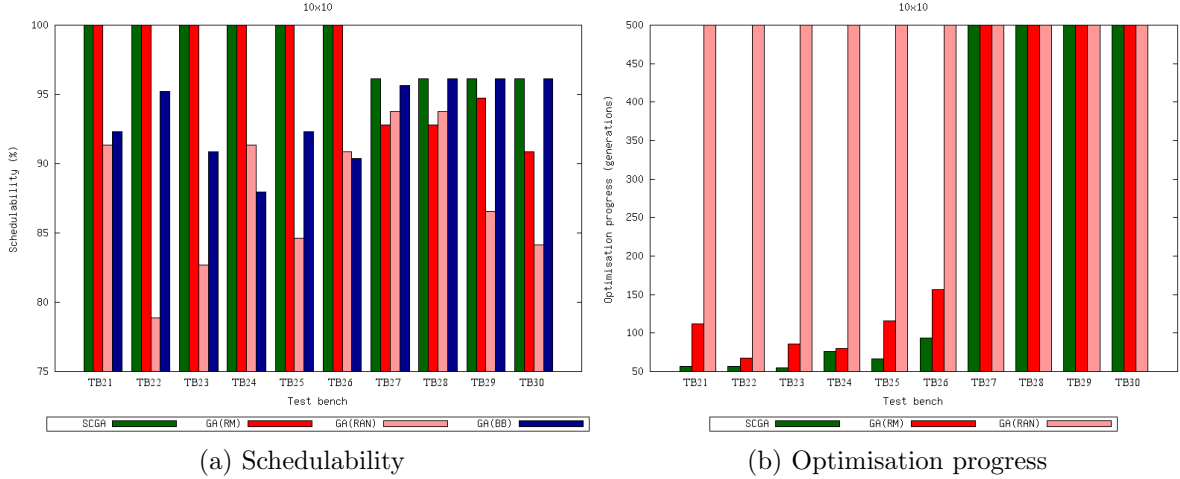 10x10
Schedulability (%)
100
95
90
85
80
75
TB21 TB22 TB23 TB24 TB25 TB26 TB27 TB28 TB29 TB30
Test bench
SCGA GA(RM) GA(RAN) GA(BB)
(a) Schedulability
10x10
Optimisation progress (generations)
500
450
400
350
300
250
200
150
100
50
TB21 TB22 TB23 TB24 TB25 TB26 TB27 TB28 TB29 TB30
Test bench
SCGA GA(RM) GA(RAN)
(b) Optimisation progress